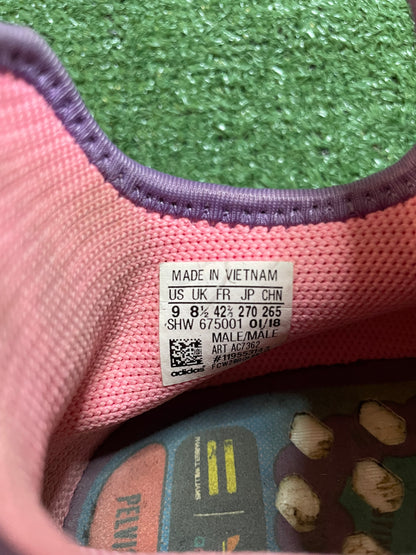 MADE IN VIETNAM
US UK FR JP CHN
9 8½ 42⅔ 270 265
SHW 675001 01/18
MALE/MALE
ART AC7362
adidas
PHARRELL WILLIAMS